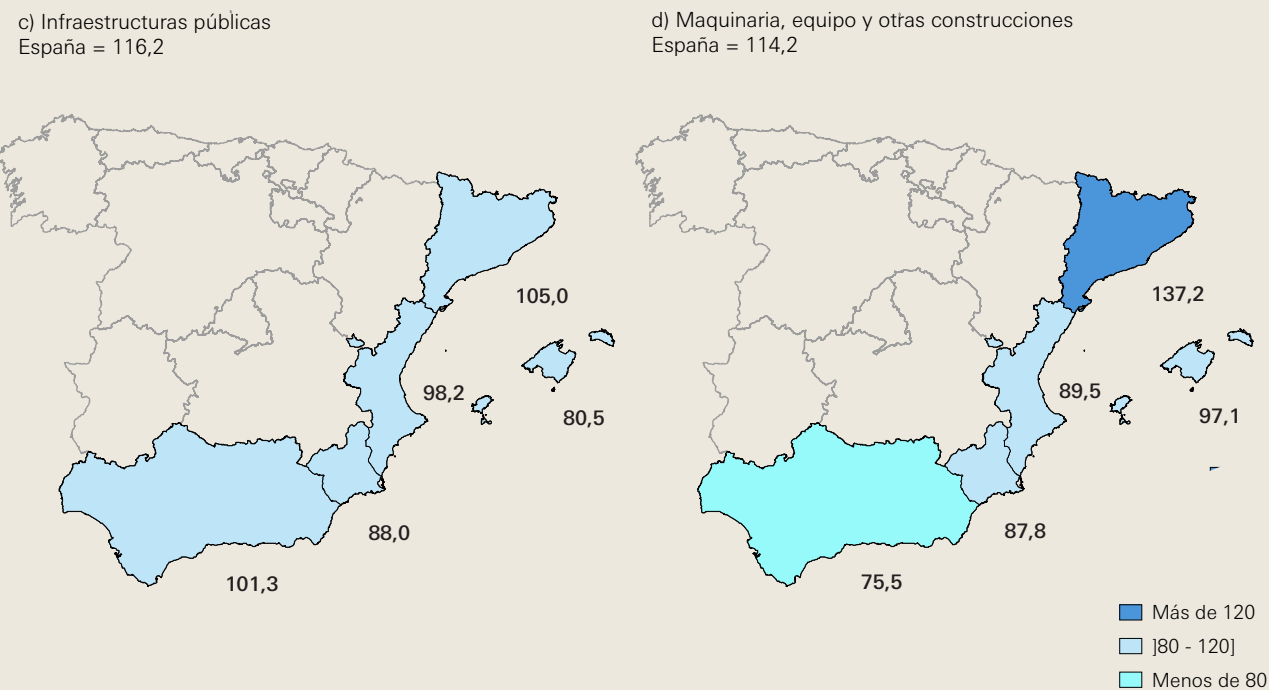 c) Infraestructuras públicas
España = 116,2
105,0
98,2
80,5
88,0
101,3
d) Maquinaria, equipo y otras construcciones
España = 114,2
137,2
89,5
97,1
87,8
75,5
Más de 120
]80 - 120]
Menos de 80